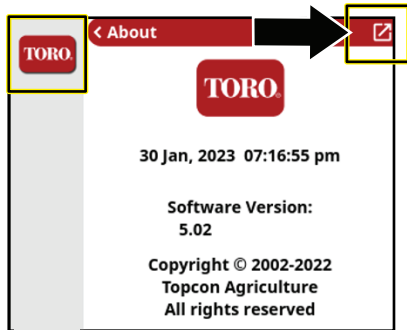 TORO.
< About
TORO.
30 Jan, 2023 07:16:55 pm
Software Version:
5.02
Copyright © 2002-2022
Topcon Agriculture
All rights reserved